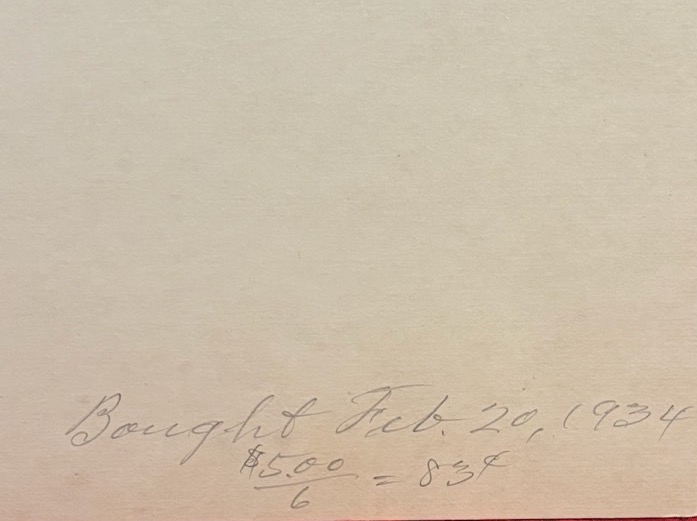 Bought Feb. 20, 1934
$5.00/6 = 83¢